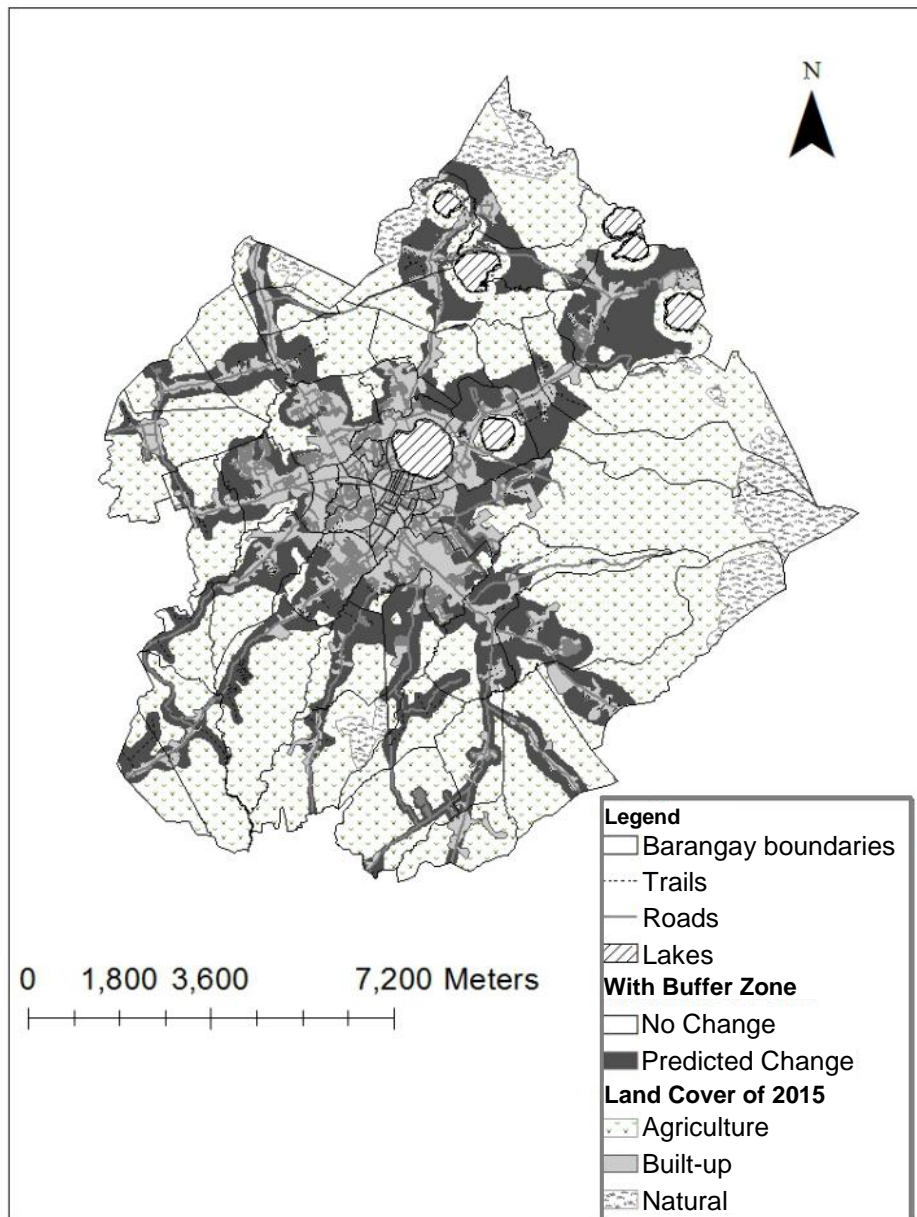 N
0 1,800 3,600 7,200 Meters
Legend
Barangay boundaries
Trails
Roads
Lakes
With Buffer Zone
No Change
Predicted Change
Land Cover of 2015
Agriculture
Built-up
Natural